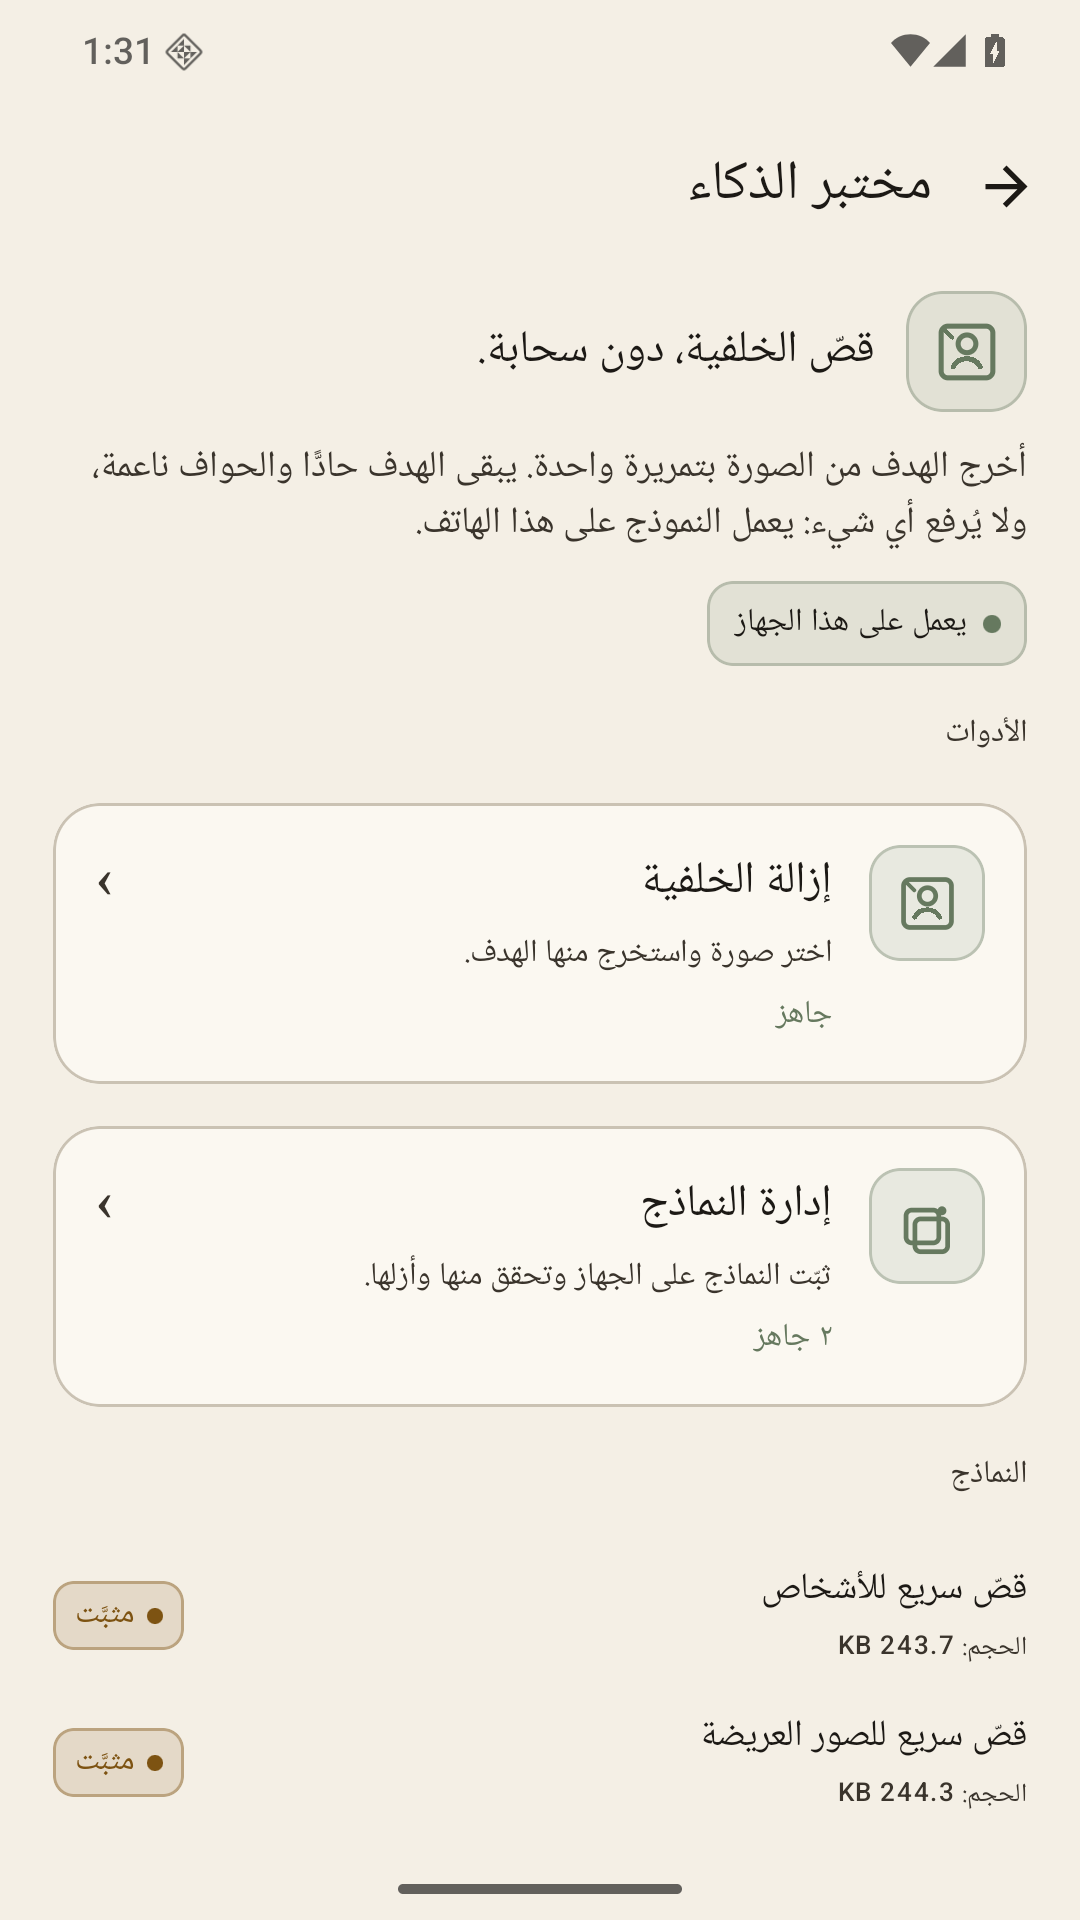 1:31
مختبر الذكاء
قصّ الخلفية، دون سحابة.
أخرج الهدف من الصورة بتمريرة واحدة. يبقى الهدف حادًّا والحواف ناعمة،
ولا يُرفع أي شيء: يعمل النموذج على هذا الهاتف.
يعمل على هذا الجهاز
الأدوات
إزالة الخلفية
اختر صورة واستخرج منها الهدف.
جاهز
إدارة النماذج
ثبّت النماذج على الجهاز وتحقق منها وأزلها.
٢ جاهز
النماذج
قصّ سريع للأشخاص
الحجم: 243.7 KB
مثبَّت
قصّ سريع للصور العريضة
الحجم: 244.3 KB
مثبَّت